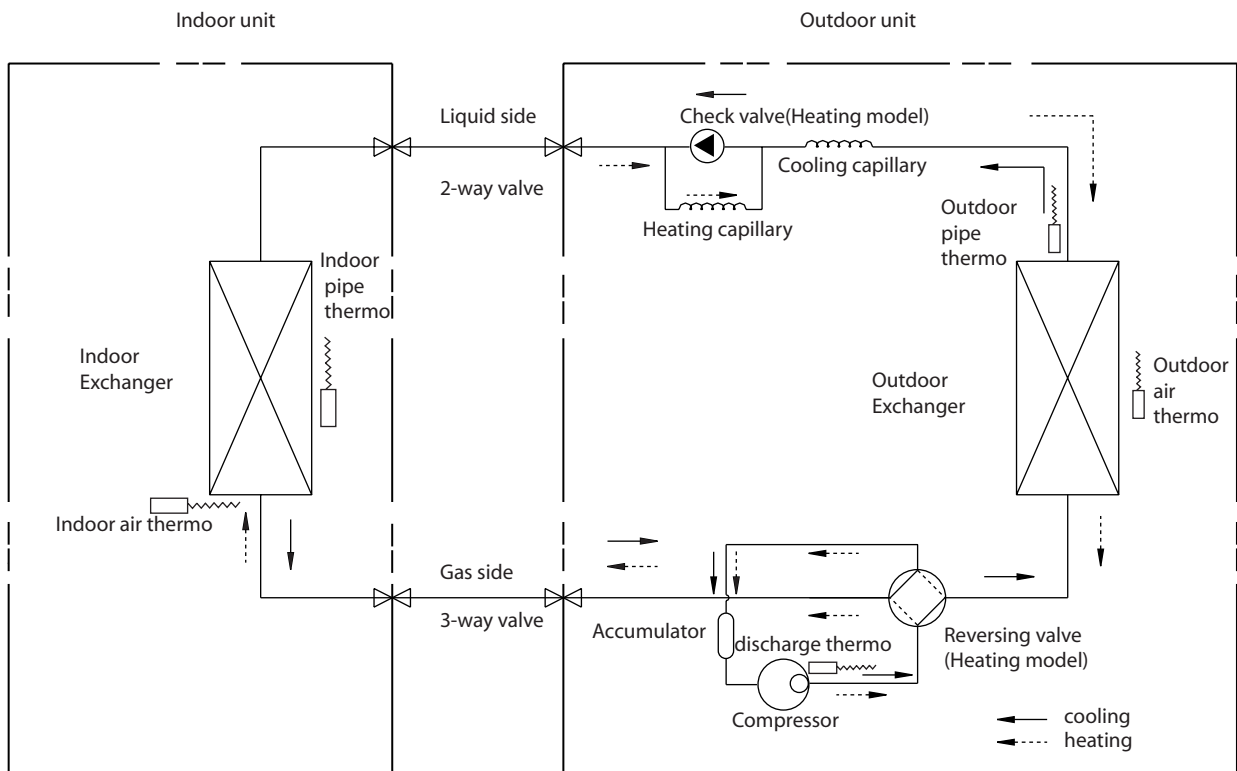 Indoor unit
Outdoor unit
Liquid side
2-way valve
Check valve(Heating model)
Cooling capillary
Heating capillary
Outdoor
pipe
thermo
Indoor
pipe
thermo
Indoor
Exchanger
Outdoor
Exchanger
Outdoor
air
thermo
Indoor air thermo
Gas side
3-way valve
Accumulator
discharge thermo
Reversing valve
(Heating model)
Compressor
cooling
heating